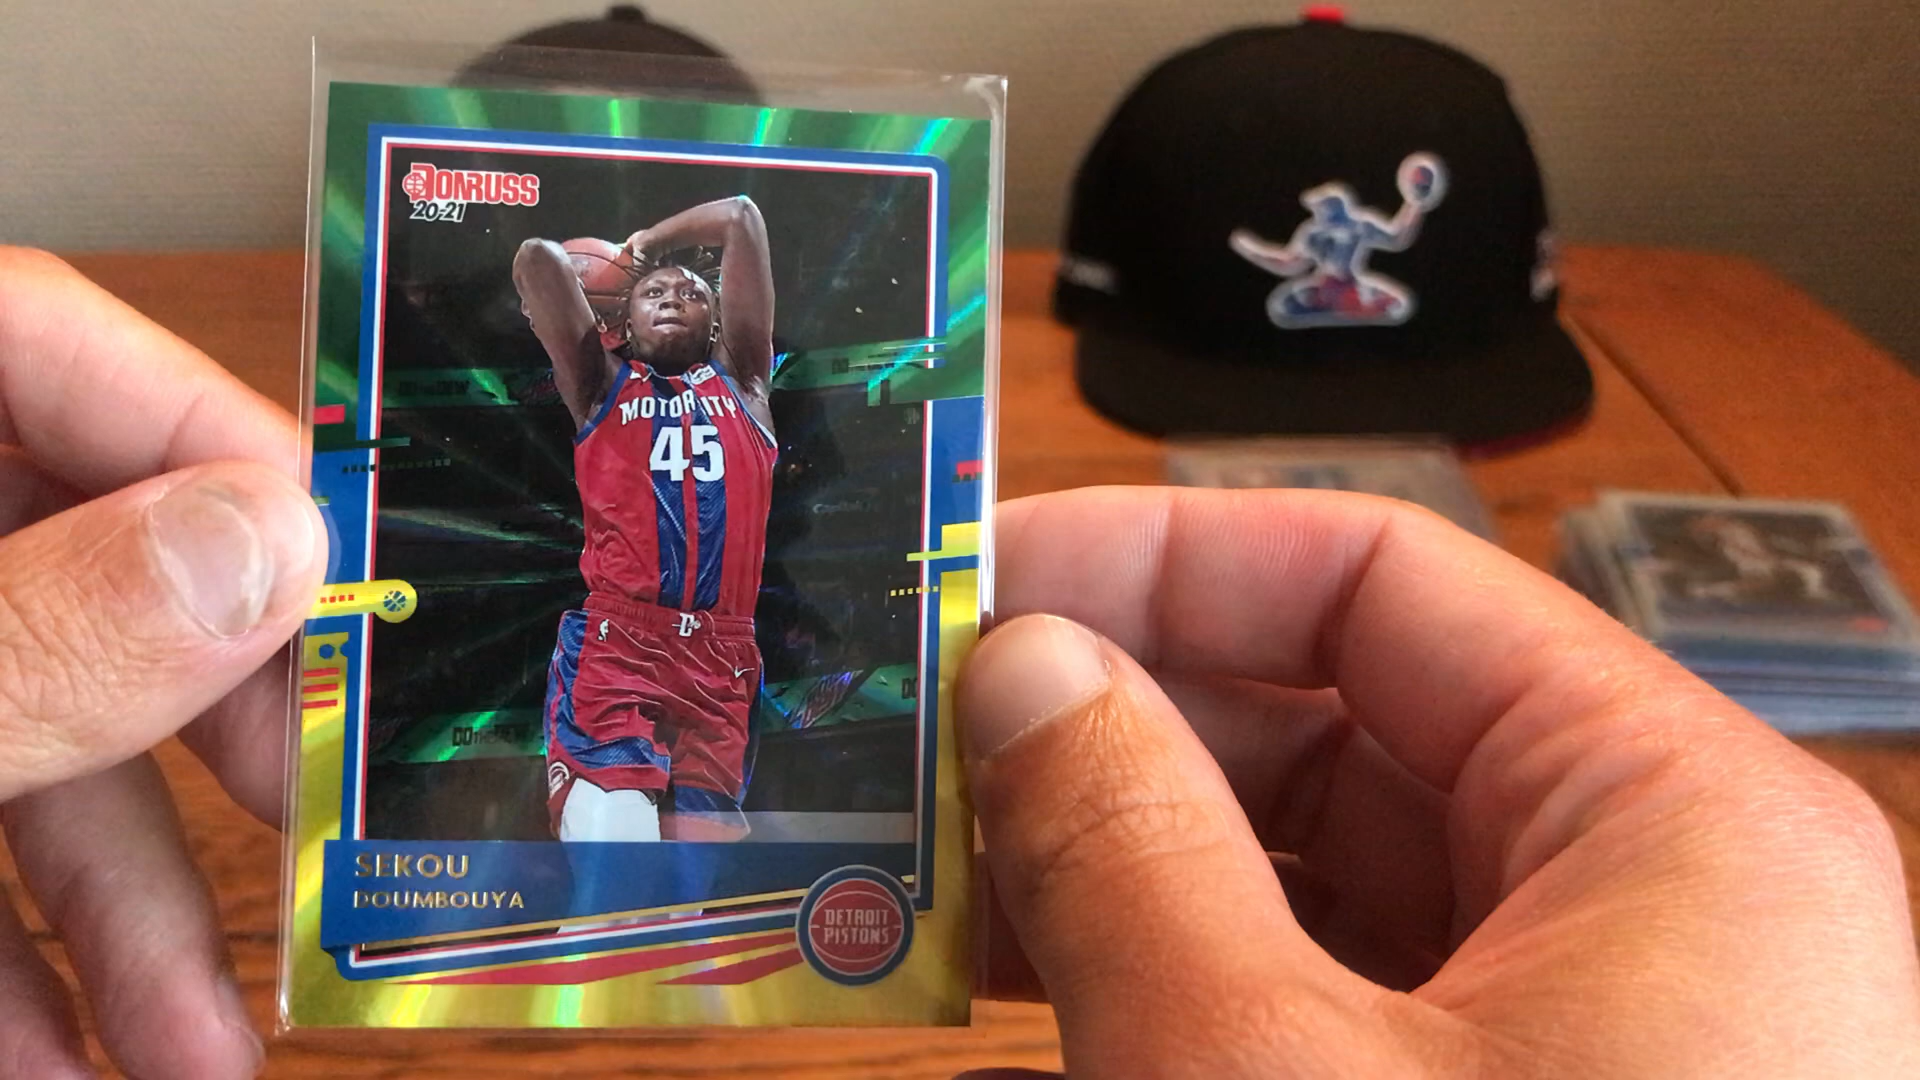 DONRUSS
20-21
MOTOR CITY
45
SEKOU
DOUMBOUYA
DETROIT
PISTONS